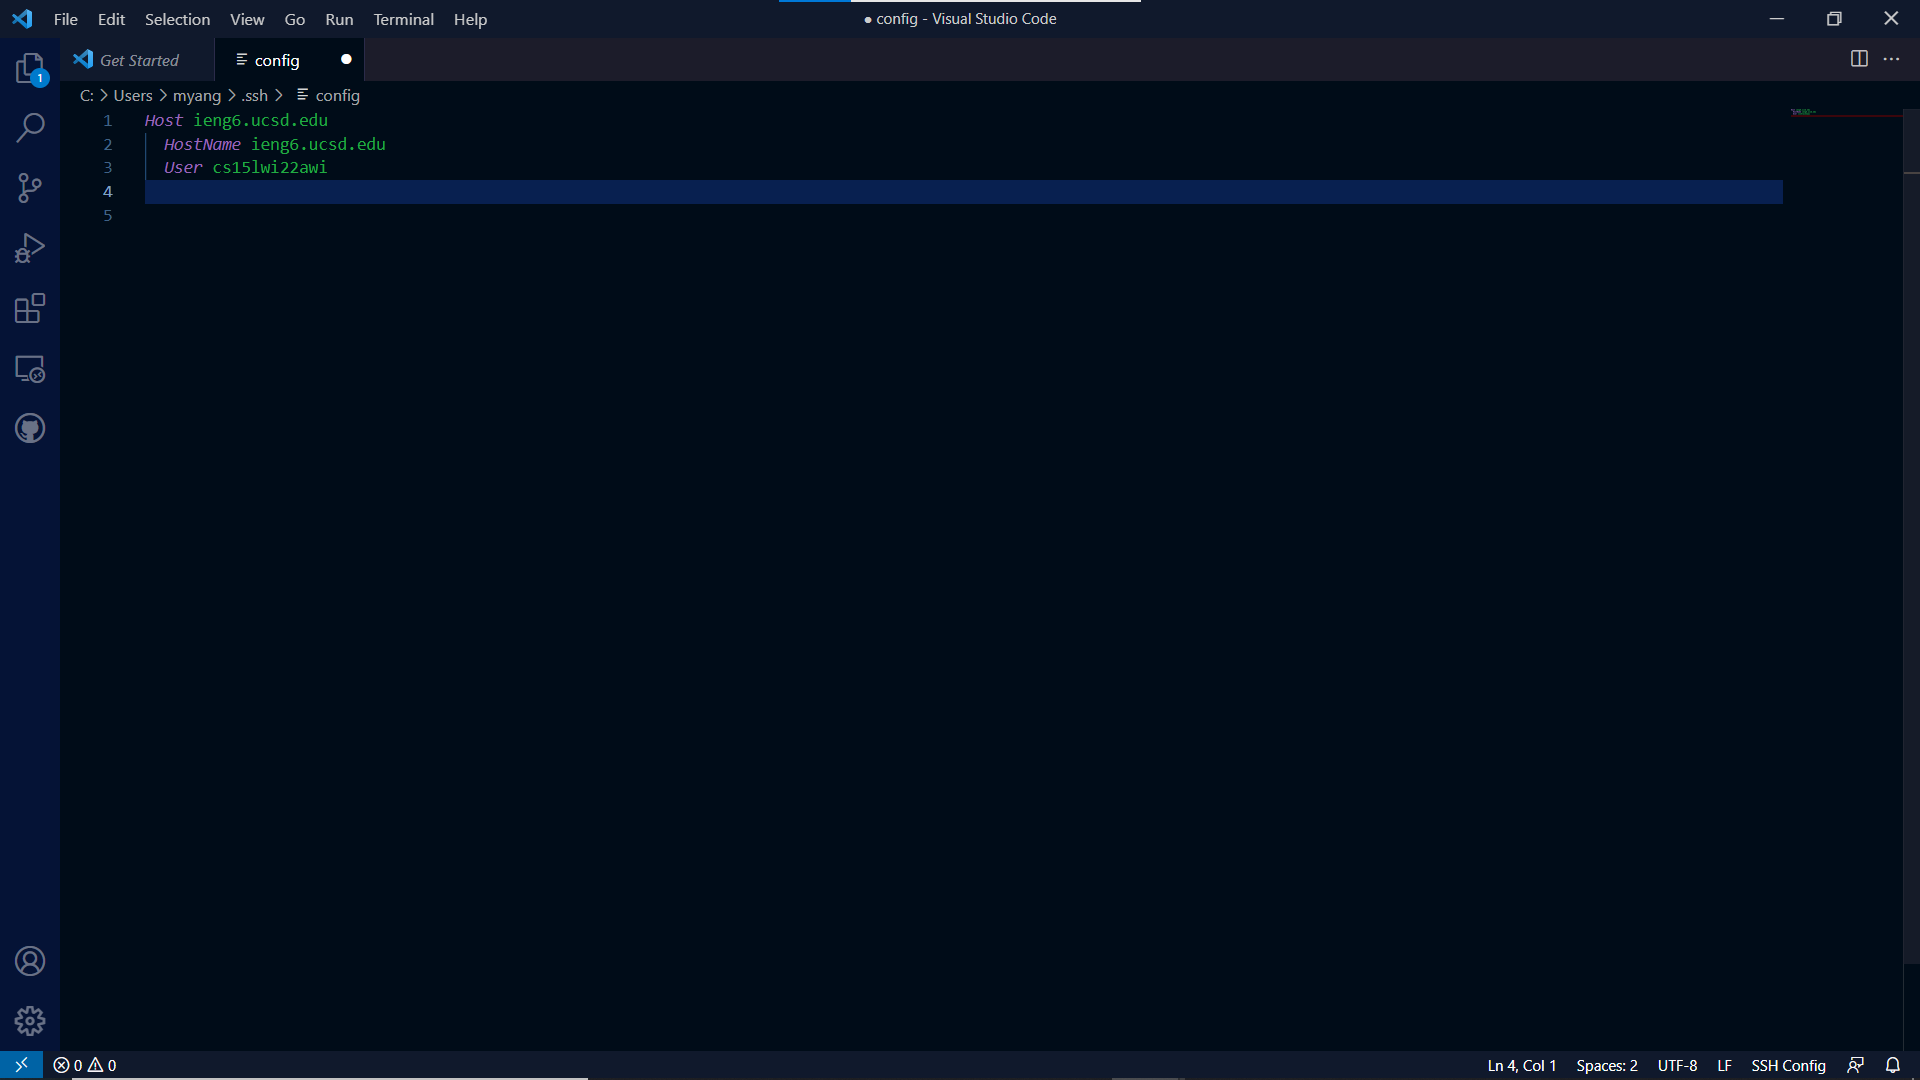 File Edit Selection View Go Run Terminal Help
● config - Visual Studio Code
1
Get Started
config
C: > Users > myang > .ssh > config
1 Host ieng6.ucsd.edu
2 HostName ieng6.ucsd.edu
3 User cs15lwi22awi
4
5
0 0
Ln 4, Col 1 Spaces: 2 UTF-8 LF SSH Config